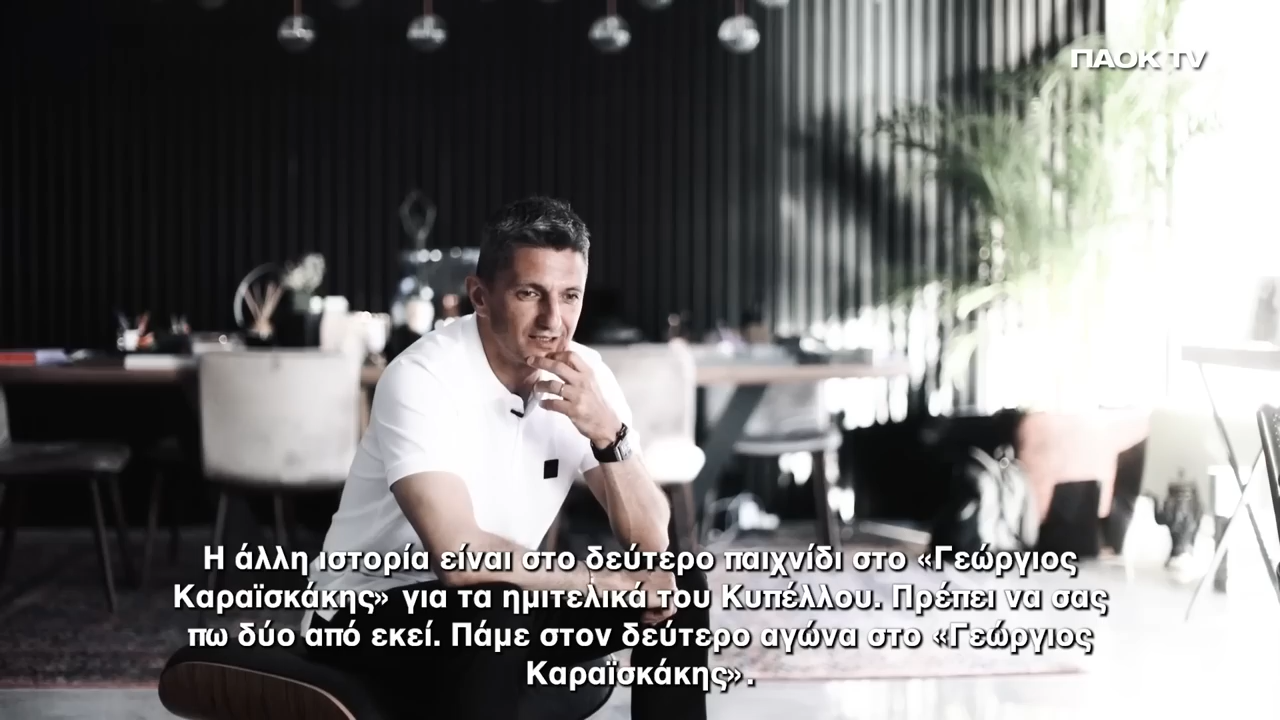 ΠΑΟΚ TV
Η άλλη ιστορία είναι στο δεύτερο παιχνίδι στο «Γεώργιος
Καραϊσκάκης» για τα ημιτελικά του Κυπέλλου. Πρέπει να σας
πω δύο από εκεί. Πάμε στον δεύτερο αγώνα στο «Γεώργιος
Καραϊσκάκης».